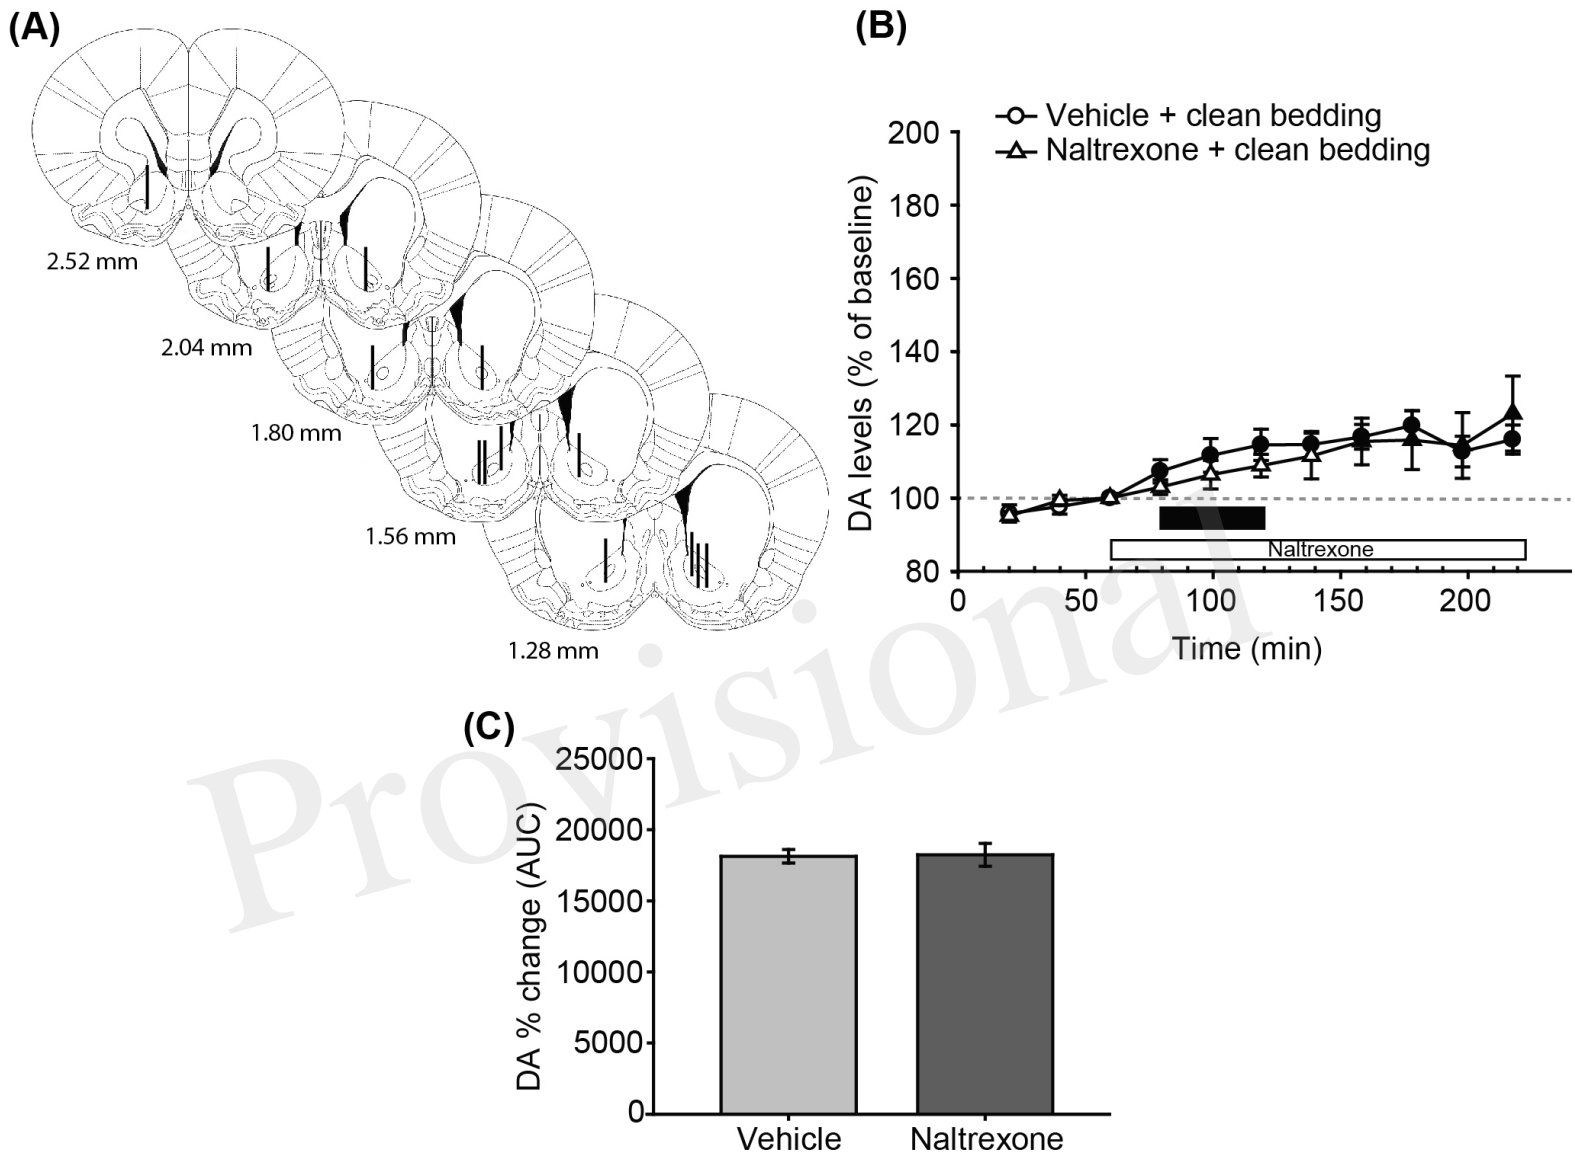 (A)
2.52 mm
2.04 mm
1.80 mm
1.56 mm
1.28 mm
(B)
Vehicle + clean bedding
Naltrexone + clean bedding
DA levels (% of baseline)
200
180
160
140
120
100
80
Naltrexone
0 50 100 150 200
Time (min)
(C)
DA % change (AUC)
25000
20000
15000
10000
5000
0
Vehicle Naltrexone
Provisional